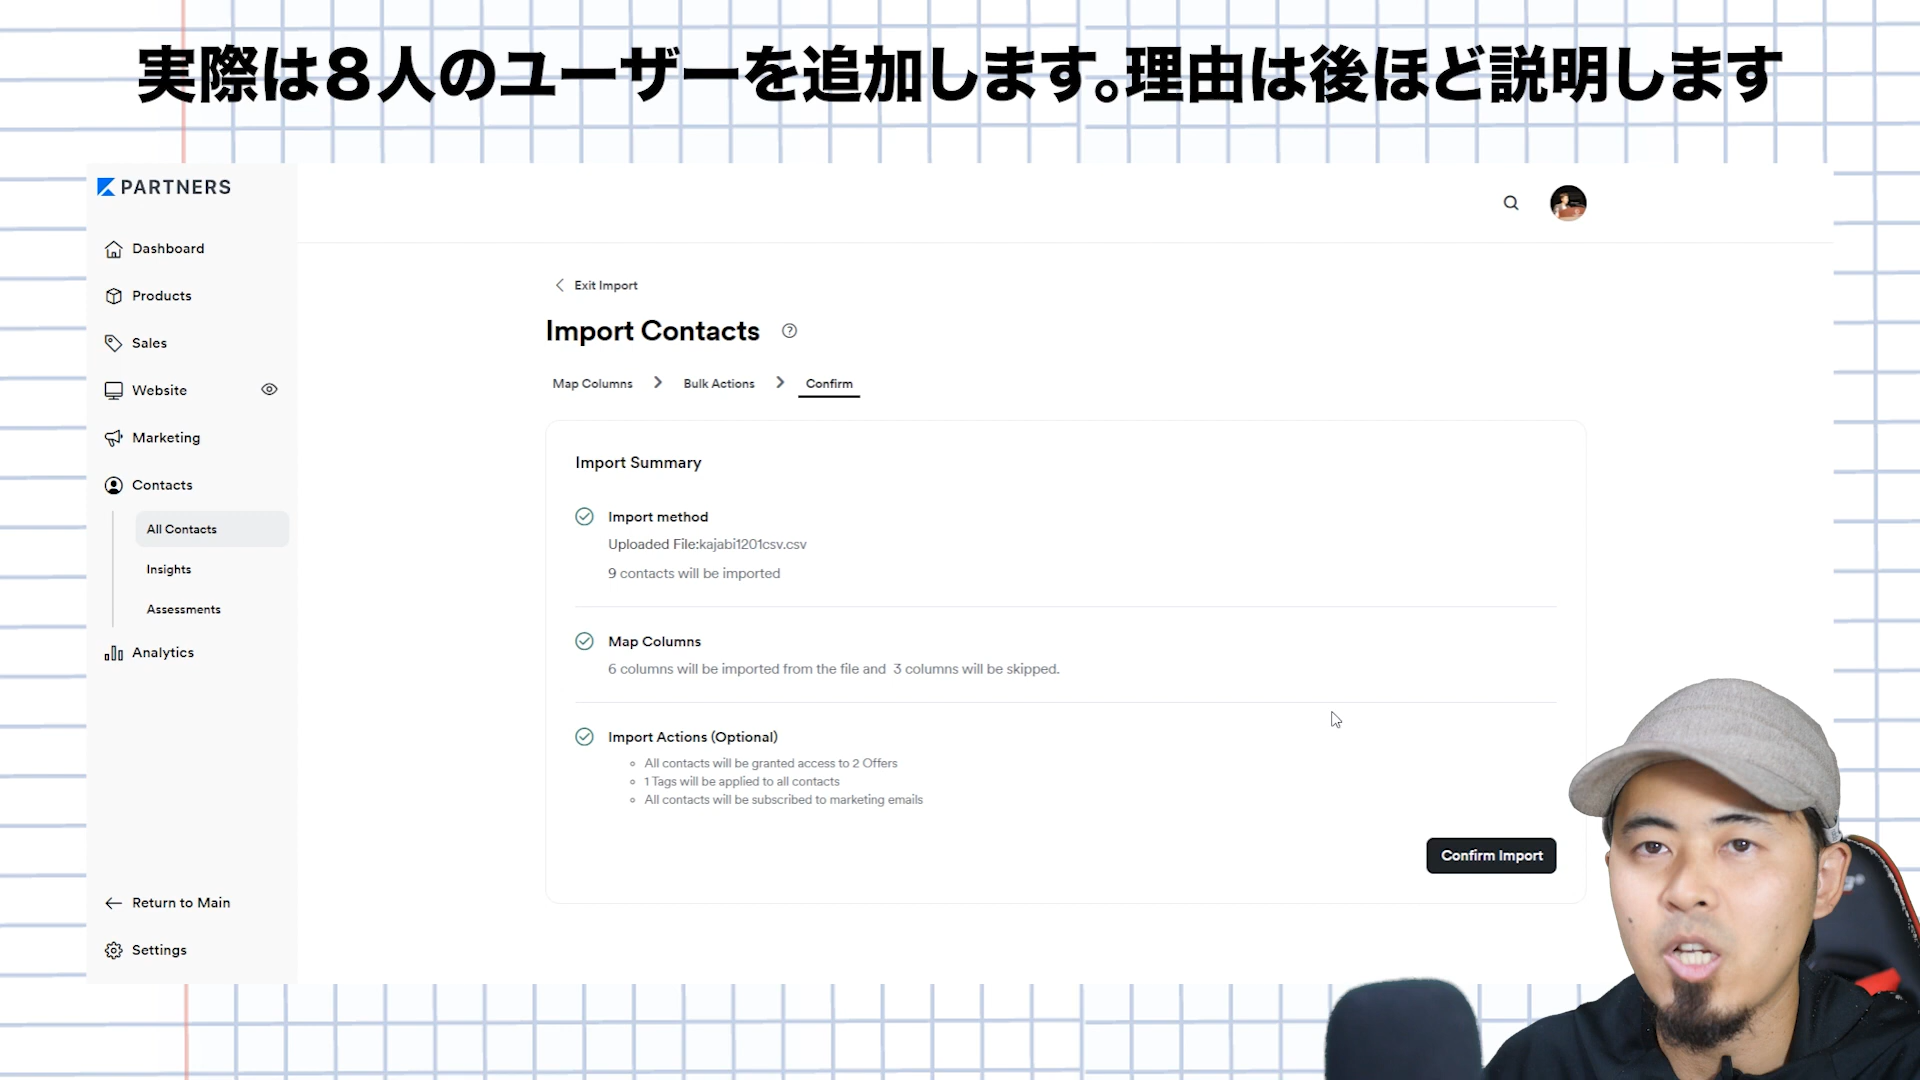 実際は8人のユーザーを追加します。理由は後ほど説明します
PARTNERS
Dashboard
Products
Sales
Website
Marketing
Contacts
All Contacts
Insights
Assessments
Analytics
Return to Main
Settings
Exit Import
Import Contacts
Map Columns
Bulk Actions
Confirm
Import Summary
Import method
Uploaded File:kajabi1201csv.csv
9 contacts will be imported
Map Columns
6 columns will be imported from the file and 3 columns will be skipped.
Import Actions (Optional)
All contacts will be granted access to 2 Offers
1 Tags will be applied to all contacts
All contacts will be subscribed to marketing emails
Confirm Import